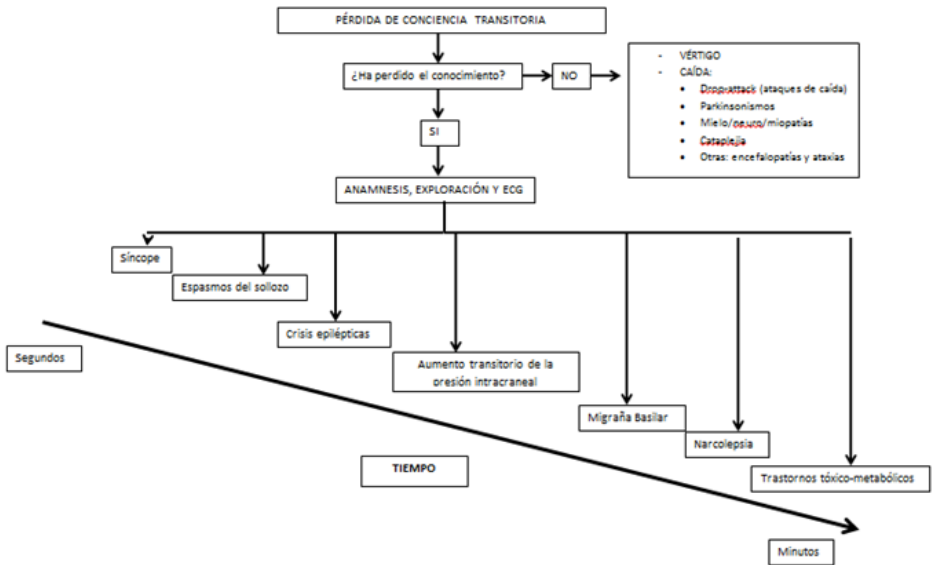 PÉRDIDA DE CONCIENCIA TRANSITORIA
¿Ha perdido el conocimiento?
NO
- VÉRTIGO
- CAÍDA:
• Drop-attack (ataques de caída)
• Parkinsonismos
• Mielo/neuro/miopatías
• Cataplejia
• Otras: encefalopatías y ataxias
SI
ANAMNESIS, EXPLORACIÓN Y ECG
Síncope
Espasmos del sollozo
Crisis epilépticas
Aumento transitorio de la
presión intracraneal
Migraña Basilar
Narcolepsia
Trastornos tóxico-metabólicos
Segundos
TIEMPO
Minutos